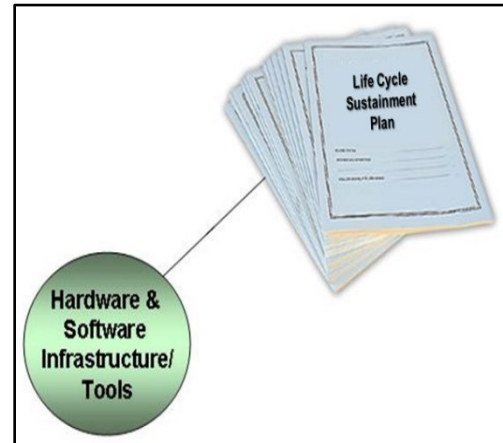 Life Cycle
Sustainment
Plan
Hardware &
Software
Infrastructure/
Tools